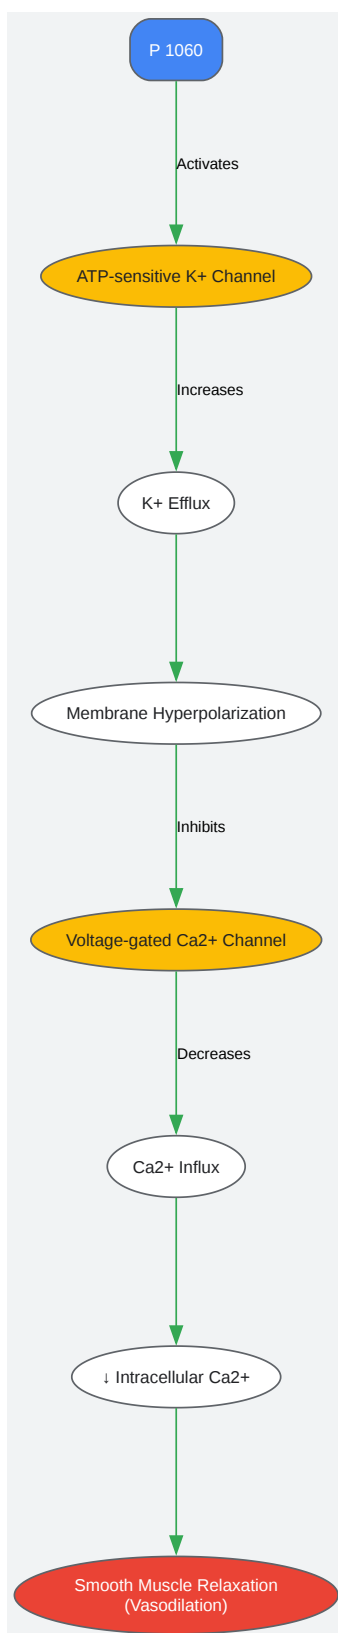 P 1060
Activates
ATP-sensitive K+ Channel
Increases
K+ Efflux
Membrane Hyperpolarization
Inhibits
Voltage-gated Ca2+ Channel
Decreases
Ca2+ Influx
↓ Intracellular Ca2+
Smooth Muscle Relaxation
(Vasodilation)